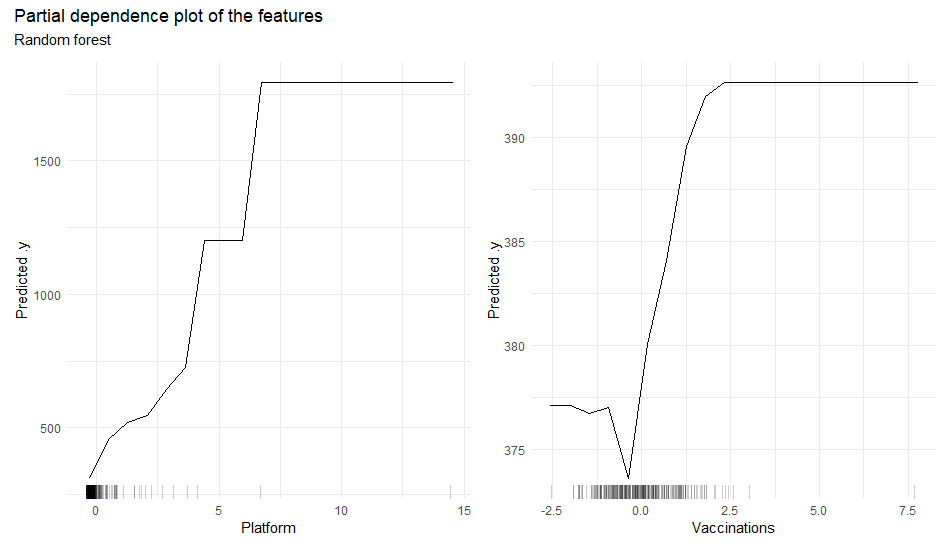 Partial dependence plot of the features
Random forest
Predicted .y
1500
1000
500
0
5
10
15
Platform
Predicted .y
390
385
380
375
-2.5
0.0
2.5
5.0
7.5
Vaccinations